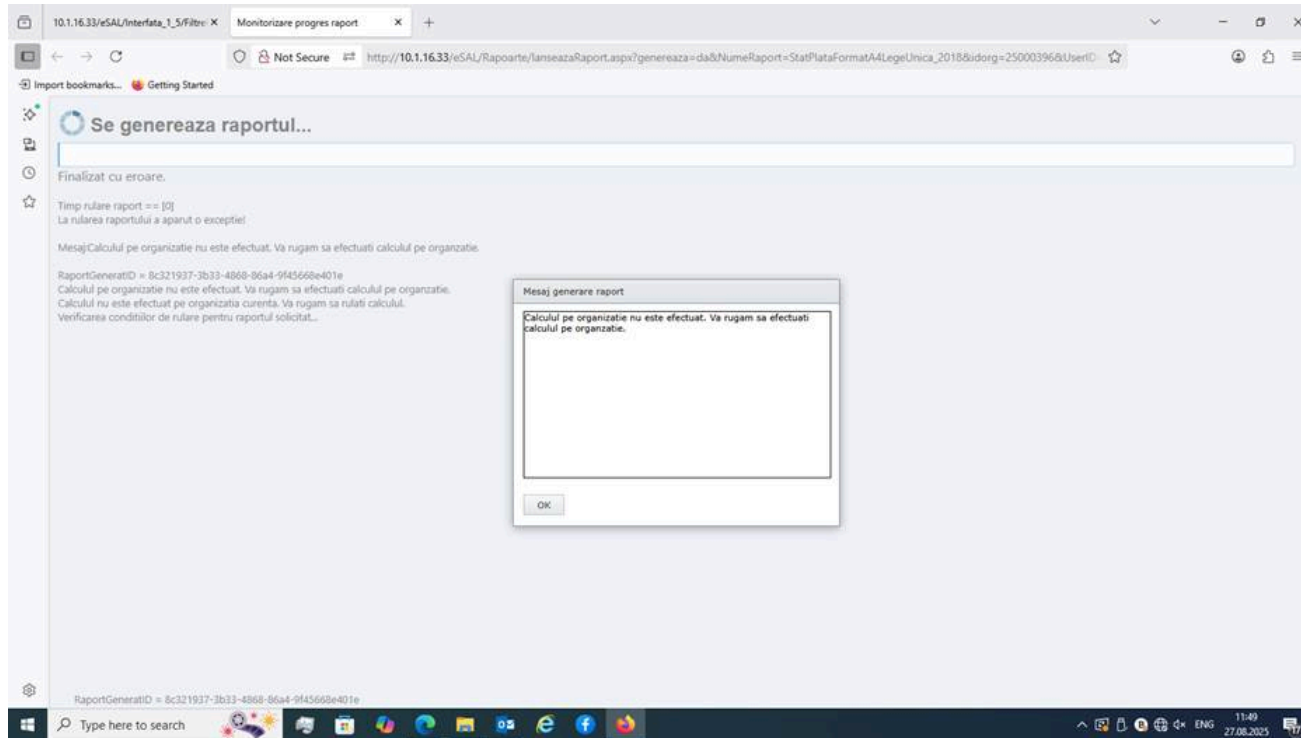 10.1.16.33/eSAL/Interfata_1_5/Filtre
Monitorizare progres raport
Not Secure
http://10.1.16.33/eSAL/Rapoarte/lanseazaRaport.aspx?genereaza=da&NumeRaport=StatPlataFormatA4LegeUnica_2018&idorg=25000396&UserID
Import bookmarks...
Getting Started
Se genereaza raportul...
Finalizat cu eroare.
Timp rulare raport == [0]
La rularea raportului a aparut o exceptie!
Mesaj:Calculul pe organizatie nu este efectuat. Va rugam sa efectuati calculul pe organzatie.
RaportGeneratID = 8c321937-3b33-4868-86a4-9f45668e401e
Calculul pe organizatie nu este efectuat. Va rugam sa efectuati calculul pe organzatie.
Calculul nu este efectuat pe organizatia curenta. Va rugam sa rulati calculul.
Verificarea conditiilor de rulare pentru raportul solicitat...
Mesaj generare raport
Calculul pe organizatie nu este efectuat. Va rugam sa efectuati
calculul pe organzatie.
OK
RaportGeneratID = 8c321937-3b33-4868-86a4-9f45668e401e
Type here to search
ENG
11:49
27.08.2025
17